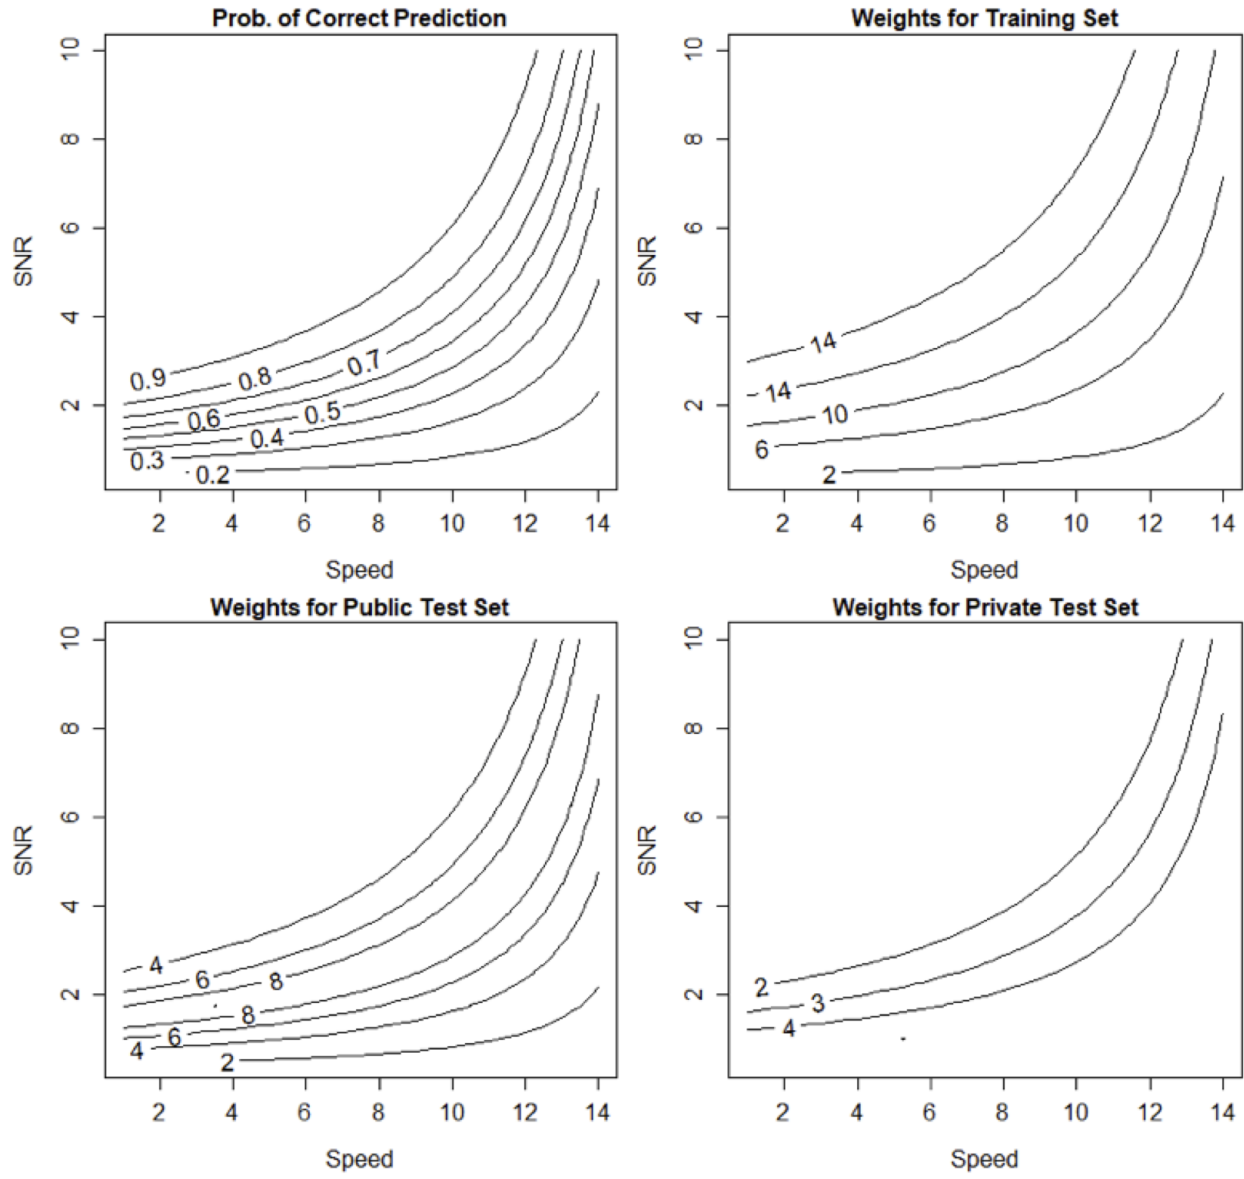 Prob. of Correct Prediction
SNR
10
8
6
4
2
0.9
0.8
0.7
0.6
0.5
0.4
0.3
0.2
2 4 6 8 10 12 14
Speed
Weights for Training Set
SNR
10
8
6
4
2
14
14
10
6
2
2 4 6 8 10 12 14
Speed
Weights for Public Test Set
SNR
10
8
6
4
2
4
6
8
8
6
4
2
2 4 6 8 10 12 14
Speed
Weights for Private Test Set
SNR
10
8
6
4
2
2
3
4
2 4 6 8 10 12 14
Speed